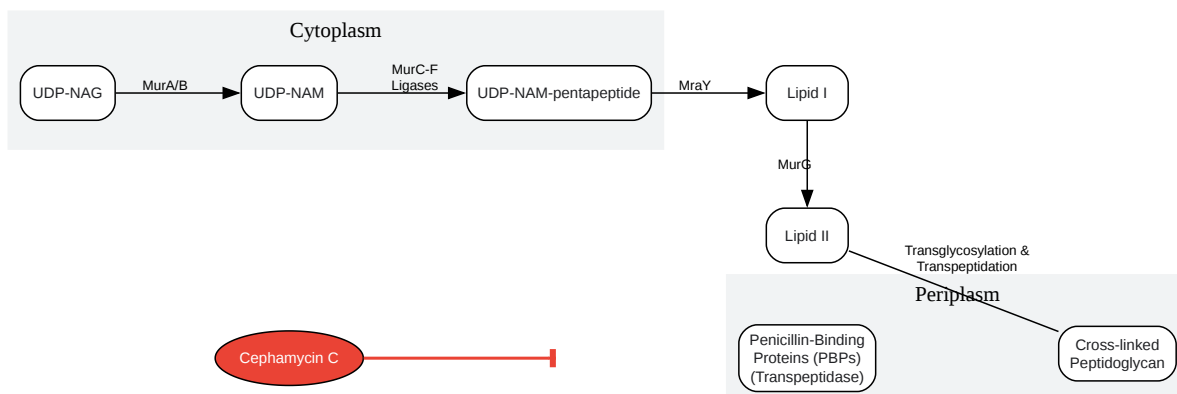 Cytoplasm
UDP-NAG
MurA/B
UDP-NAM
MurC-F
Ligases
UDP-NAM-pentapeptide
MraY
Lipid I
MurG
Lipid II
Transglycosylation &
Transpeptidation
Periplasm
Cephamycin C
Penicillin-Binding
Proteins (PBPs)
(Transpeptidase)
Cross-linked
Peptidoglycan